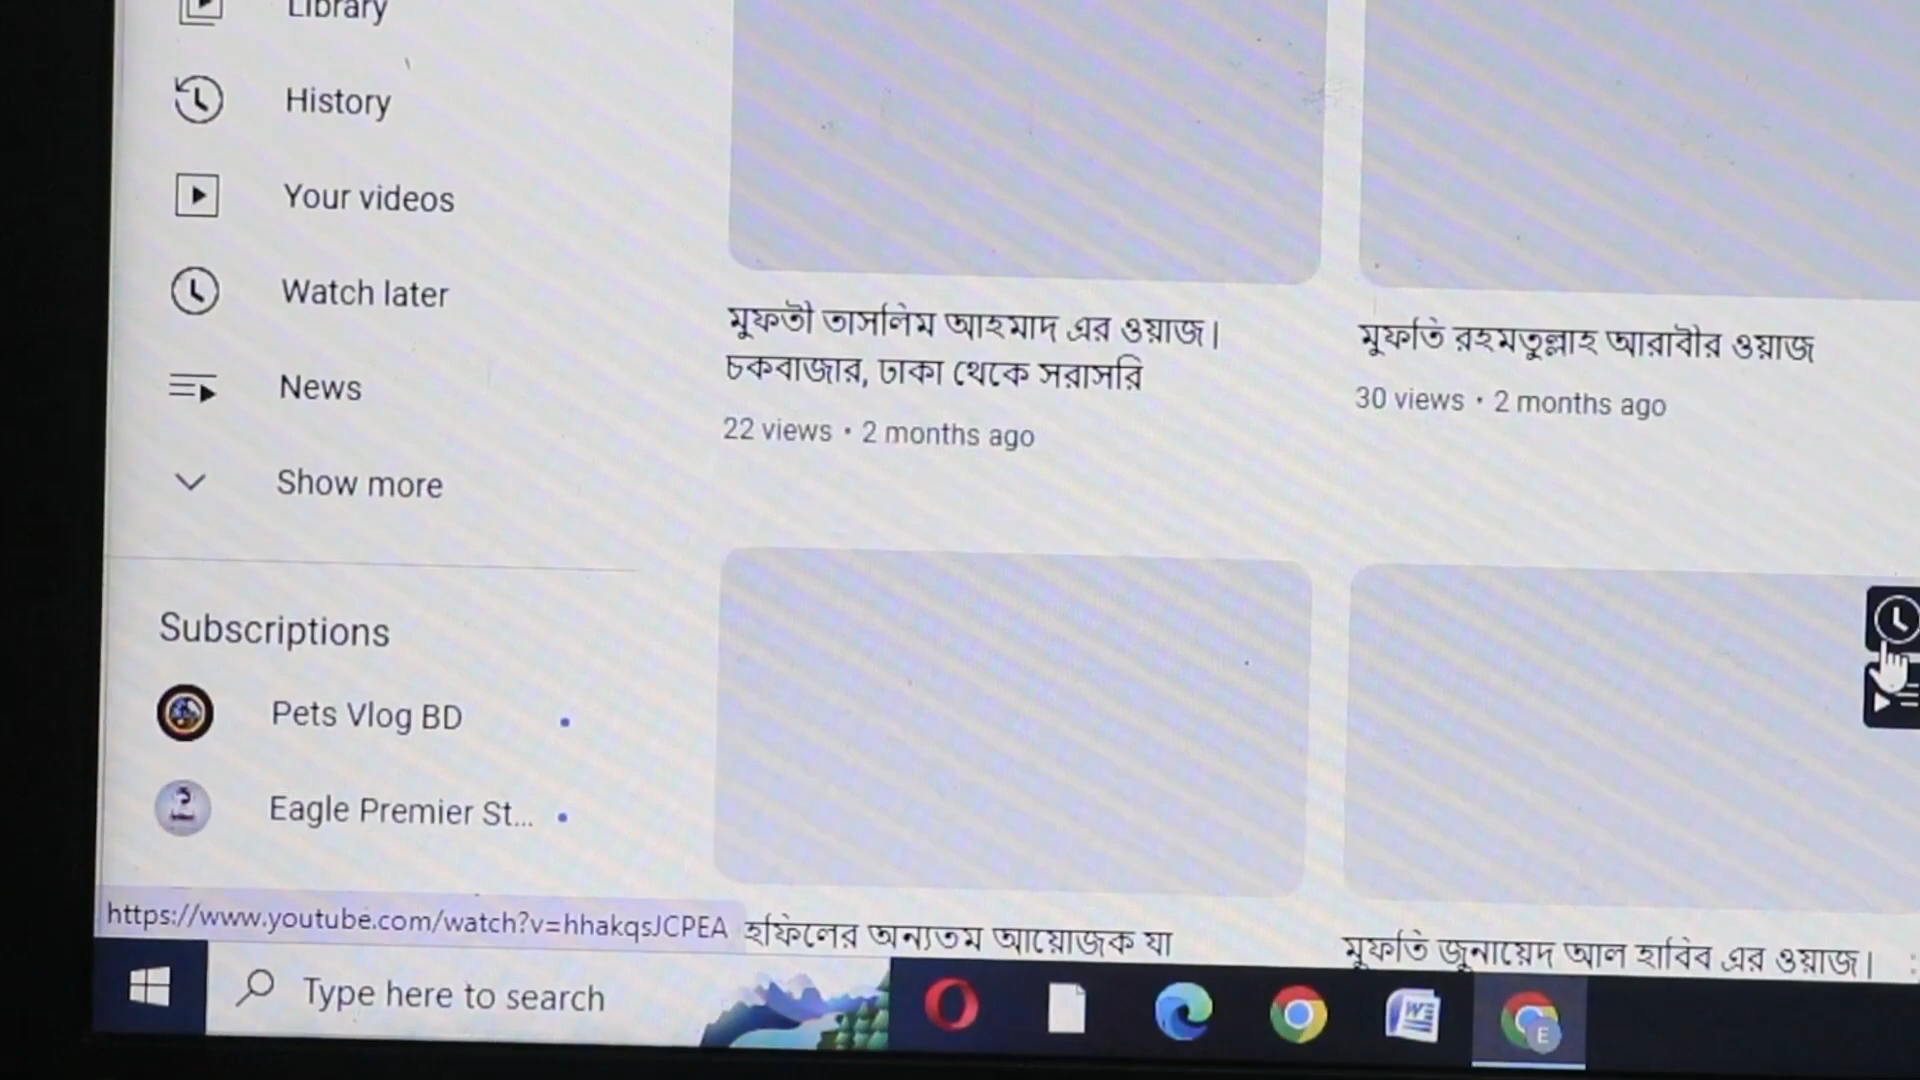 Library
History
Your videos
Watch later
News
Show more
Subscriptions
Pets Vlog BD
Eagle Premier St...
মুফতী তাসলিম আহমাদ এর ওয়াজ।
চকবাজার, ঢাকা থেকে সরাসরি
22 views • 2 months ago
মুফতি রহমতুল্লাহ আরাবীর ওয়াজ
30 views • 2 months ago
https://www.youtube.com/watch?v=hhakqsJCPEA
হফিলের অন্যতম আয়োজক যা
মুফতি জুনায়েদ আল হাবিব এর ওয়াজ।
Type here to search
W
E